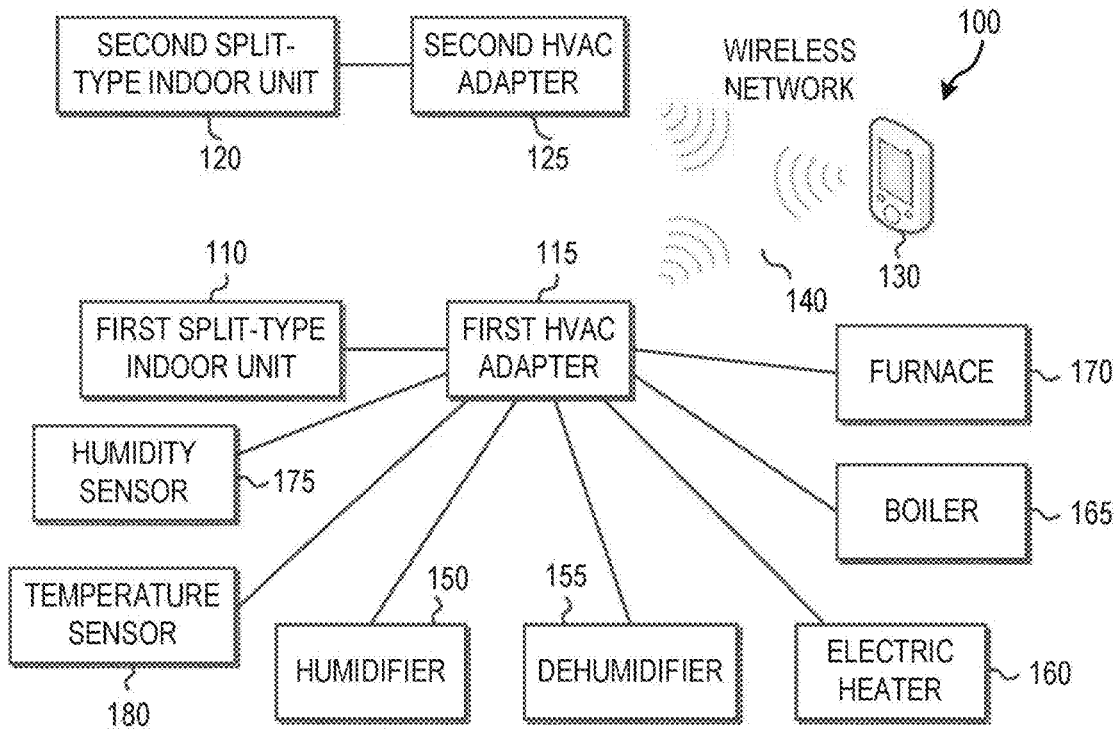 100
SECOND SPLIT-
TYPE INDOOR UNIT
SECOND HVAC
ADAPTER
WIRELESS
NETWORK
120
125
130
140
110
115
FIRST SPLIT-TYPE
INDOOR UNIT
FIRST HVAC
ADAPTER
FURNACE
170
HUMIDITY
SENSOR
175
BOILER
165
TEMPERATURE
SENSOR
180
150
155
HUMIDIFIER
DEHUMIDIFIER
ELECTRIC
HEATER
160